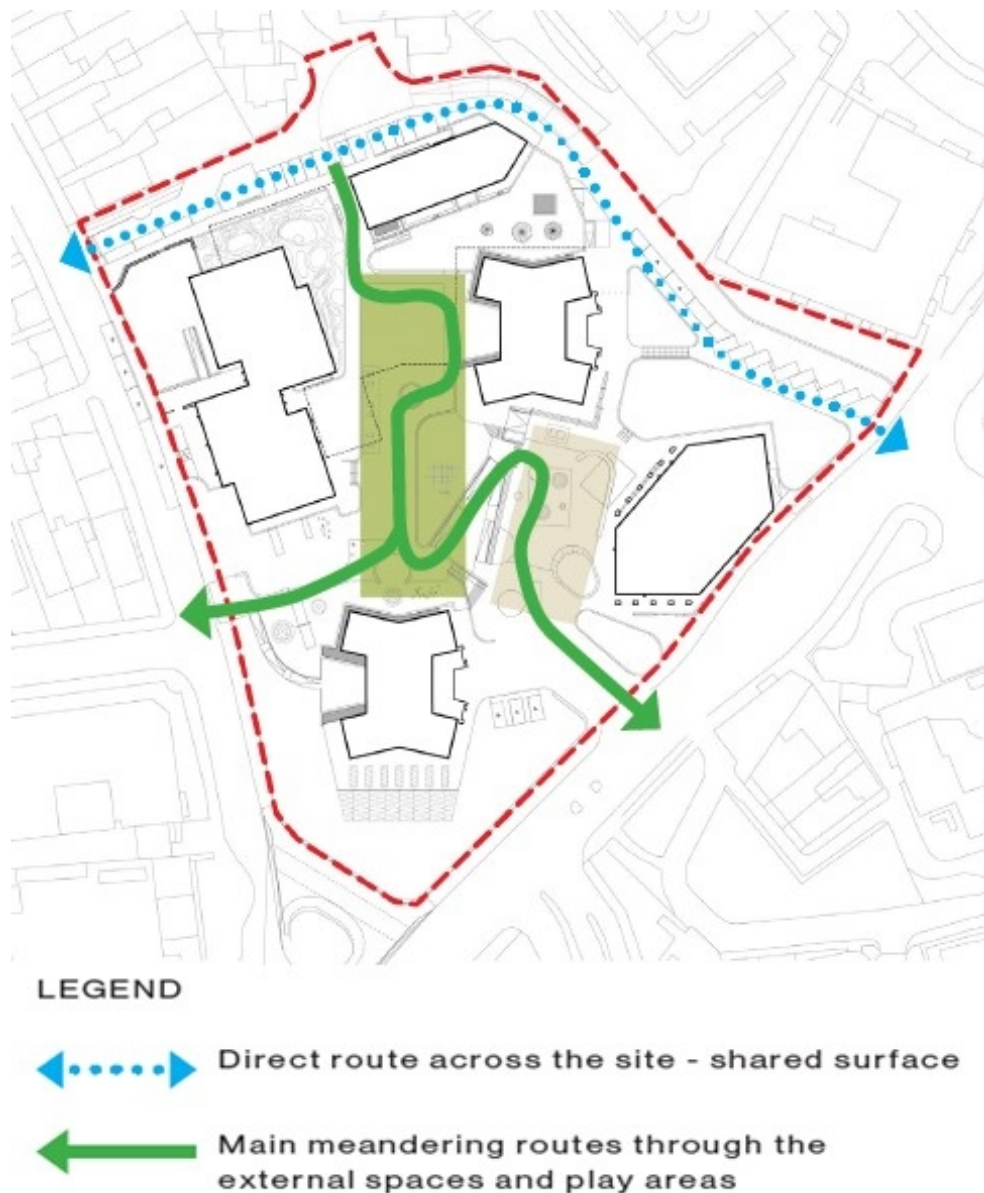 LEGEND
Direct route across the site - shared surface
Main meandering routes through the
external spaces and play areas